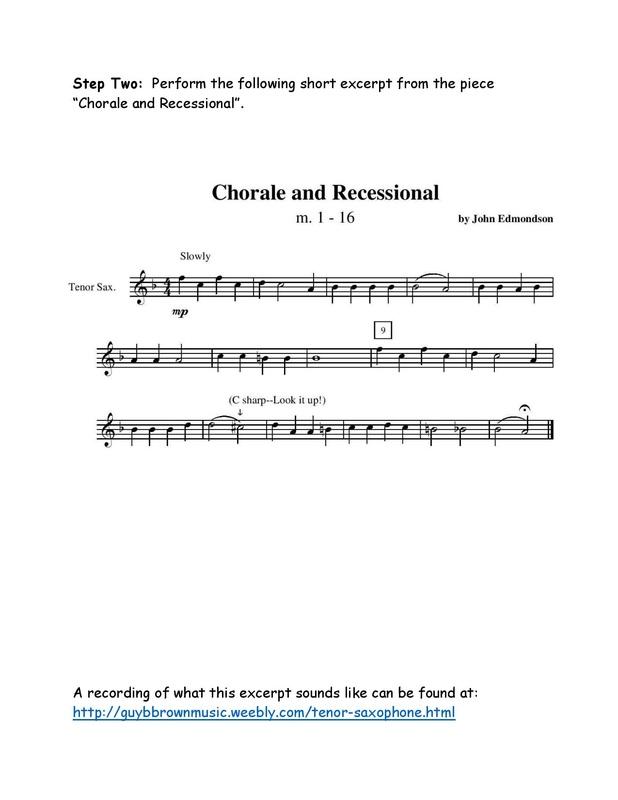 Step Two:  Perform the following short excerpt from the piece
“Chorale and Recessional”.
Chorale and Recessional
m. 1 - 16
by John Edmondson
Slowly
Tenor Sax.
4
4
mp
9
(C sharp--Look it up!)
A recording of what this excerpt sounds like can be found at:
http://guybbrownmusic.weebly.com/tenor-saxophone.html